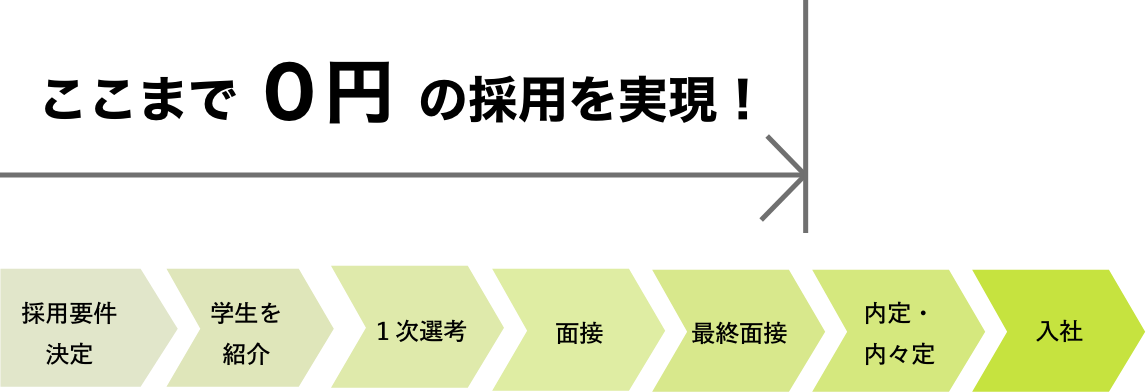 ここまで ０円 の採用を実現！
採用要件
決定
学生を
紹介
１次選考
面接
最終面接
内定・
内々定
入社